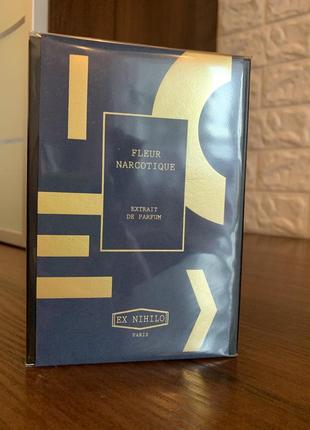 FLEUR
NARCOTIQUE
EXTRAIT
DE PARFUM
EX NIHILO
PARIS